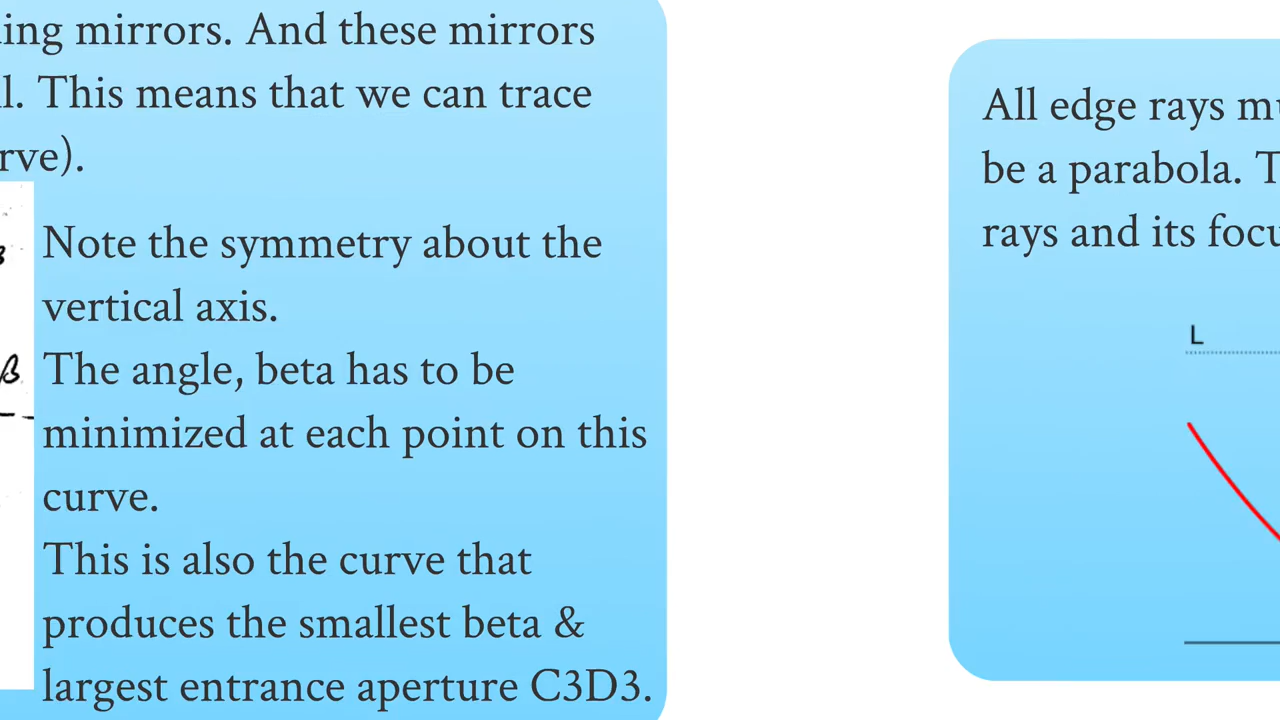 ing mirrors. And these mirrors
l. This means that we can trace
rve).
Note the symmetry about the
vertical axis.
The angle, beta has to be
minimized at each point on this
curve.
This is also the curve that
produces the smallest beta &
largest entrance aperture C3D3.
β
All edge rays mu
be a parabola. T
rays and its focu
L